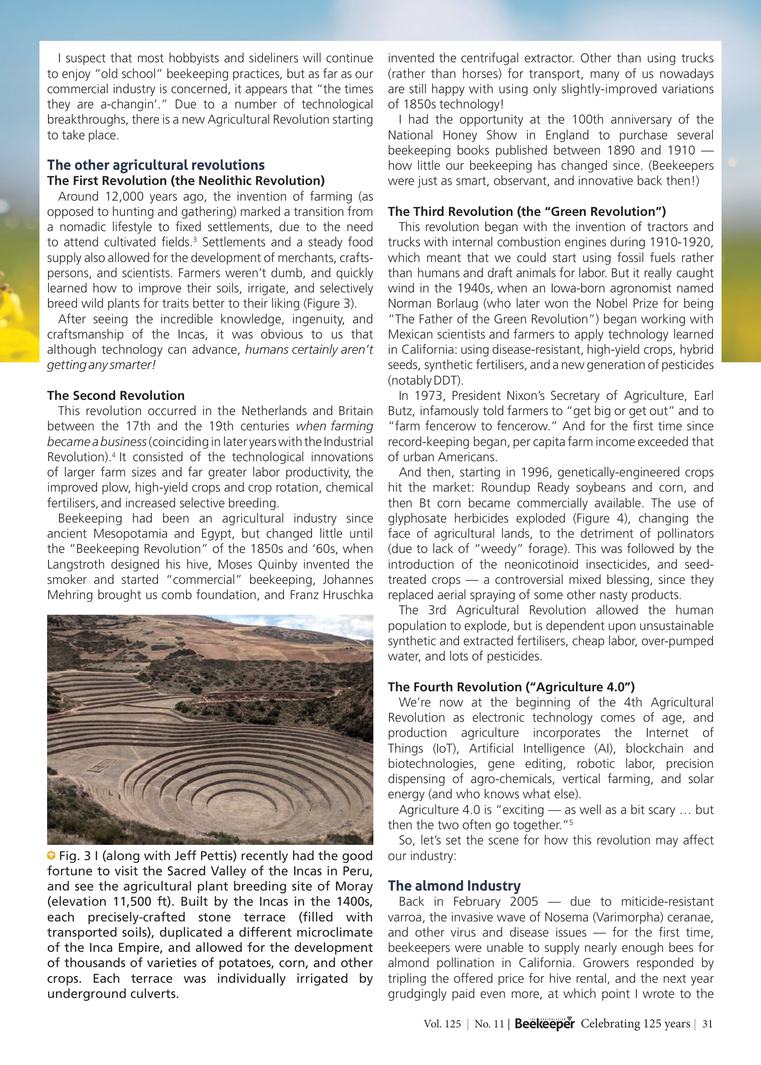 I suspect that most hobbyists and sideliners will continue
to enjoy “old school” beekeeping practices, but as far as our
commercial industry is concerned, it appears that “the times
they are a-changin’.” Due to a number of technological
breakthroughs, there is a new Agricultural Revolution starting
to take place.
The other agricultural revolutions
The First Revolution (the Neolithic Revolution)
Around 12,000 years ago, the invention of farming (as
opposed to hunting and gathering) marked a transition from
a nomadic lifestyle to fixed settlements, due to the need
to attend cultivated fields.³ Settlements and a steady food
supply also allowed for the development of merchants, crafts-
persons, and scientists. Farmers weren’t dumb, and quickly
learned how to improve their soils, irrigate, and selectively
breed wild plants for traits better to their liking (Figure 3).
After seeing the incredible knowledge, ingenuity, and
craftsmanship of the Incas, it was obvious to us that
although technology can advance, humans certainly aren’t
getting any smarter!
The Second Revolution
This revolution occurred in the Netherlands and Britain
between the 17th and the 19th centuries when farming
became a business (coinciding in later years with the Industrial
Revolution).⁴ It consisted of the technological innovations
of larger farm sizes and far greater labor productivity, the
improved plow, high-yield crops and crop rotation, chemical
fertilisers, and increased selective breeding.
Beekeeping had been an agricultural industry since
ancient Mesopotamia and Egypt, but changed little until
the “Beekeeping Revolution” of the 1850s and ‘60s, when
Langstroth designed his hive, Moses Quinby invented the
smoker and started “commercial” beekeeping, Johannes
Mehring brought us comb foundation, and Franz Hruschka
Fig. 3 I (along with Jeff Pettis) recently had the good
fortune to visit the Sacred Valley of the Incas in Peru,
and see the agricultural plant breeding site of Moray
(elevation 11,500 ft). Built by the Incas in the 1400s,
each precisely-crafted stone terrace (filled with
transported soils), duplicated a different microclimate
of the Inca Empire, and allowed for the development
of thousands of varieties of potatoes, corn, and other
crops. Each terrace was individually irrigated by
underground culverts.
invented the centrifugal extractor. Other than using trucks
(rather than horses) for transport, many of us nowadays
are still happy with using only slightly-improved variations
of 1850s technology!
I had the opportunity at the 100th anniversary of the
National Honey Show in England to purchase several
beekeeping books published between 1890 and 1910 —
how little our beekeeping has changed since. (Beekeepers
were just as smart, observant, and innovative back then!)
The Third Revolution (the “Green Revolution”)
This revolution began with the invention of tractors and
trucks with internal combustion engines during 1910-1920,
which meant that we could start using fossil fuels rather
than humans and draft animals for labor. But it really caught
wind in the 1940s, when an Iowa-born agronomist named
Norman Borlaug (who later won the Nobel Prize for being
“The Father of the Green Revolution”) began working with
Mexican scientists and farmers to apply technology learned
in California: using disease-resistant, high-yield crops, hybrid
seeds, synthetic fertilisers, and a new generation of pesticides
(notably DDT).
In 1973, President Nixon’s Secretary of Agriculture, Earl
Butz, infamously told farmers to “get big or get out” and to
“farm fencerow to fencerow.” And for the first time since
record-keeping began, per capita farm income exceeded that
of urban Americans.
And then, starting in 1996, genetically-engineered crops
hit the market: Roundup Ready soybeans and corn, and
then Bt corn became commercially available. The use of
glyphosate herbicides exploded (Figure 4), changing the
face of agricultural lands, to the detriment of pollinators
(due to lack of “weedy” forage). This was followed by the
introduction of the neonicotinoid insecticides, and seed-
treated crops — a controversial mixed blessing, since they
replaced aerial spraying of some other nasty products.
The 3rd Agricultural Revolution allowed the human
population to explode, but is dependent upon unsustainable
synthetic and extracted fertilisers, cheap labor, over-pumped
water, and lots of pesticides.
The Fourth Revolution (“Agriculture 4.0”)
We’re now at the beginning of the 4th Agricultural
Revolution as electronic technology comes of age, and
production agriculture incorporates the Internet of
Things (IoT), Artificial Intelligence (AI), blockchain and
biotechnologies, gene editing, robotic labor, precision
dispensing of agro-chemicals, vertical farming, and solar
energy (and who knows what else).
Agriculture 4.0 is “exciting — as well as a bit scary … but
then the two often go together.”⁵
So, let’s set the scene for how this revolution may affect
our industry:
The almond Industry
Back in February 2005 — due to miticide-resistant
varroa, the invasive wave of Nosema (Varimorpha) ceranae,
and other virus and disease issues — for the first time,
beekeepers were unable to supply nearly enough bees for
almond pollination in California. Growers responded by
tripling the offered price for hive rental, and the next year
grudgingly paid even more, at which point I wrote to the
Vol. 125 | No. 11 | Beekeeper Celebrating 125 years | 31